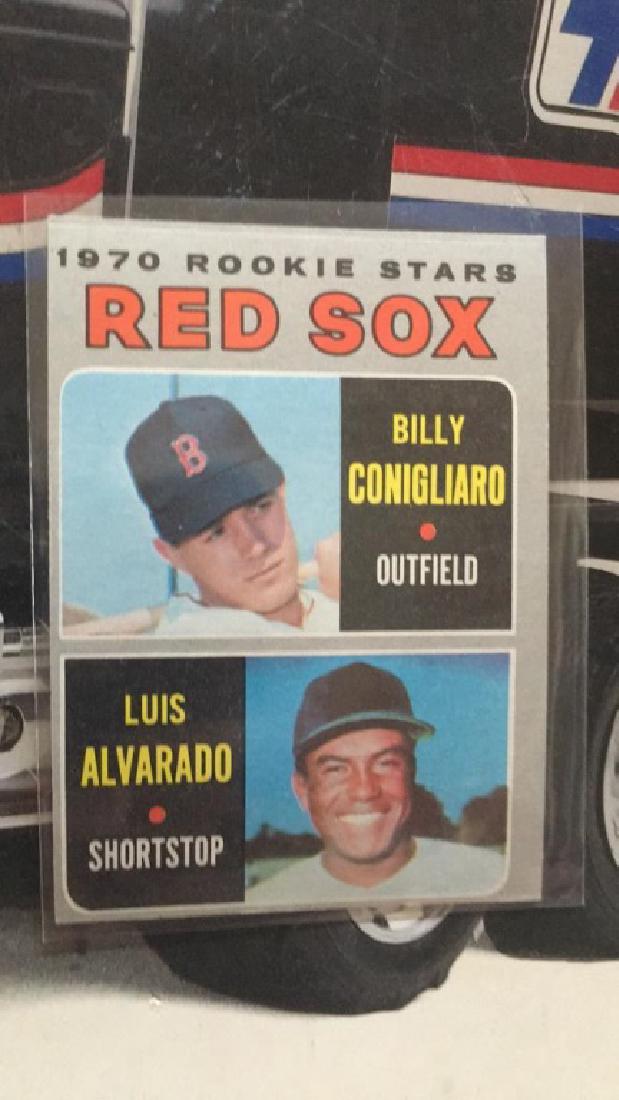 1970 ROOKIE STARS
RED SOX
B
BILLY
CONIGLIARO
OUTFIELD
LUIS
ALVARADO
SHORTSTOP